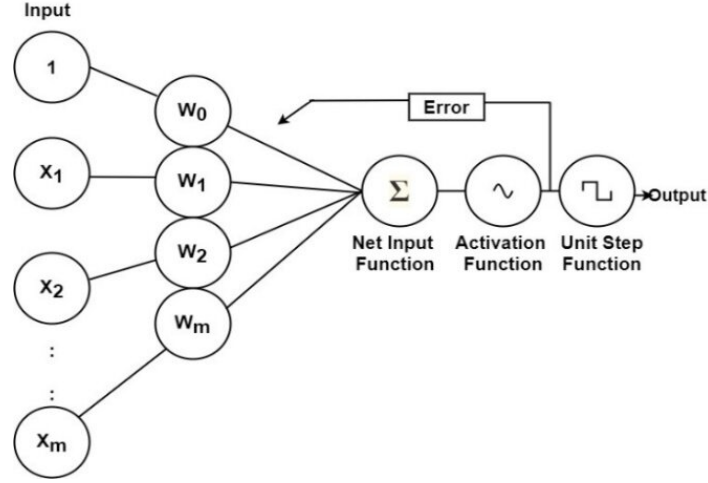 Input
1
W0
Error
X1
W1
Σ
Output
Net Input
Function
Activation
Function
Unit Step
Function
W2
X2
Wm
:
:
Xm